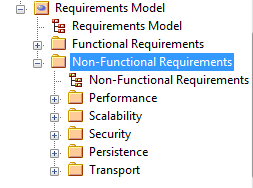 Requirements Model
Requirements Model
Functional Requirements
Non-Functional Requirements
Non-Functional Requirements
Performance
Scalability
Security
Persistence
Transport